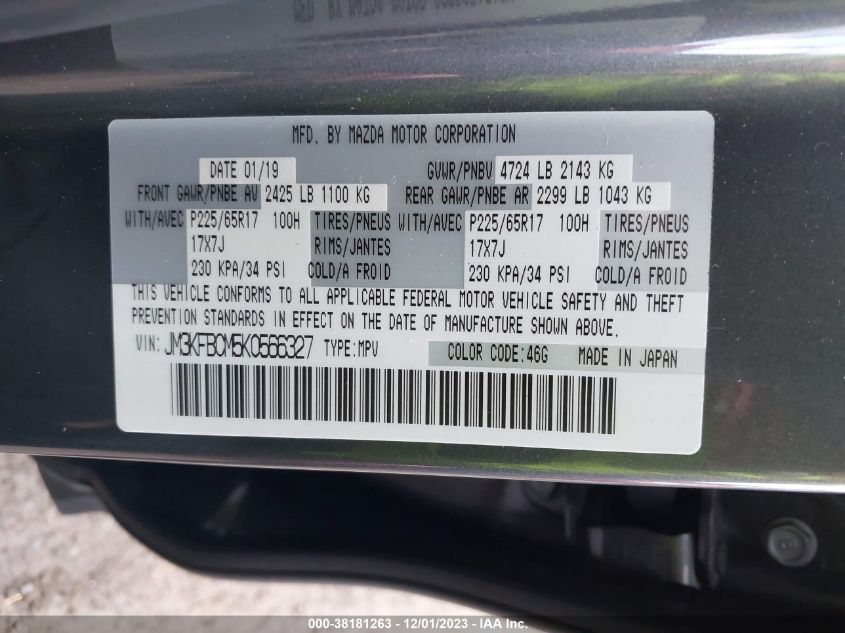 MFD. BY MAZDA MOTOR CORPORATION
DATE 01/19 GVWR/PNBV 4724 LB 2143 KG
FRONT GAWR/PNBE AV 2425 LB 1100 KG REAR GAWR/PNBE AR 2299 LB 1043 KG
WITH/AVEC P225/65R17 100H TIRES/PNEUS WITH/AVEC P225/65R17 100H TIRES/PNEUS
17X7J RIMS/JANTES 17X7J RIMS/JANTES
230 KPA/34 PSI COLD/A FROID 230 KPA/34 PSI COLD/A FROID
THIS VEHICLE CONFORMS TO ALL APPLICABLE FEDERAL MOTOR VEHICLE SAFETY AND THEFT
PREVENTION STANDARDS IN EFFECT ON THE DATE OF MANUFACTURE SHOWN ABOVE.
VIN: JM3KFBCM5K0566327 TYPE:MPV COLOR CODE:46G MADE IN JAPAN
000-38181263 - 12/01/2023 - IAA Inc.